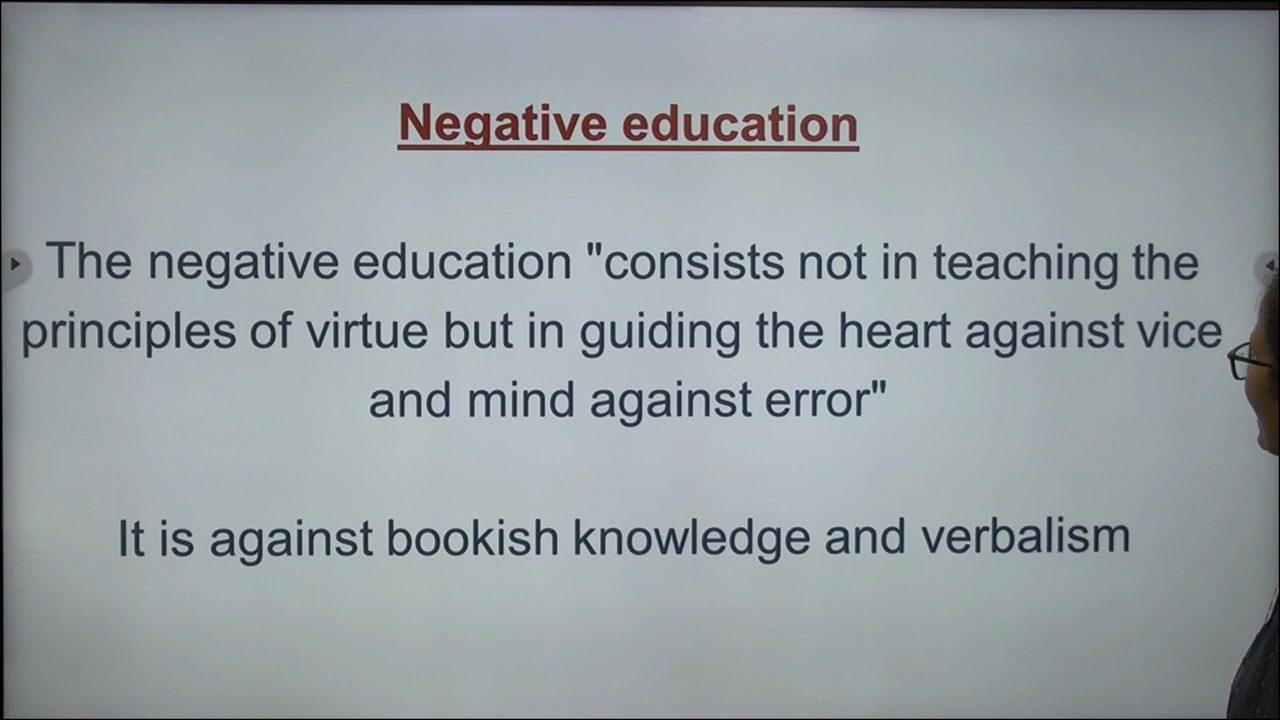 Negative education
The negative education "consists not in teaching the
principles of virtue but in guiding the heart against vice
and mind against error"
It is against bookish knowledge and verbalism